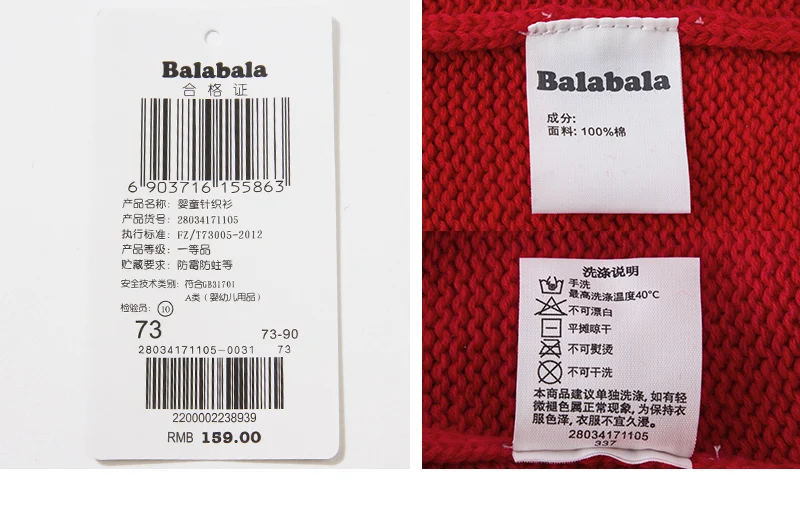 Balabala
合格证
6 903716 155863
产品名称: 婴童针织衫
产品货号: 28034171105
执行标准: FZ/T73005-2012
产品等级: 一等品
贮藏要求: 防霉防蛀等
安全技术类别: 符合GB31701
A类 (婴幼儿用品)
检验员: 10
73 73-90
28034171105-0031 73
2200002238939
RMB 159.00
Balabala
成分:
面料: 100%棉
洗涤说明
手洗
最高洗涤温度40℃
不可漂白
平摊晾干
不可熨烫
不可干洗
本商品建议单独洗涤, 如有轻
微褪色属正常现象, 为保持衣
服色泽, 衣服不宜久浸。
28034171105
337